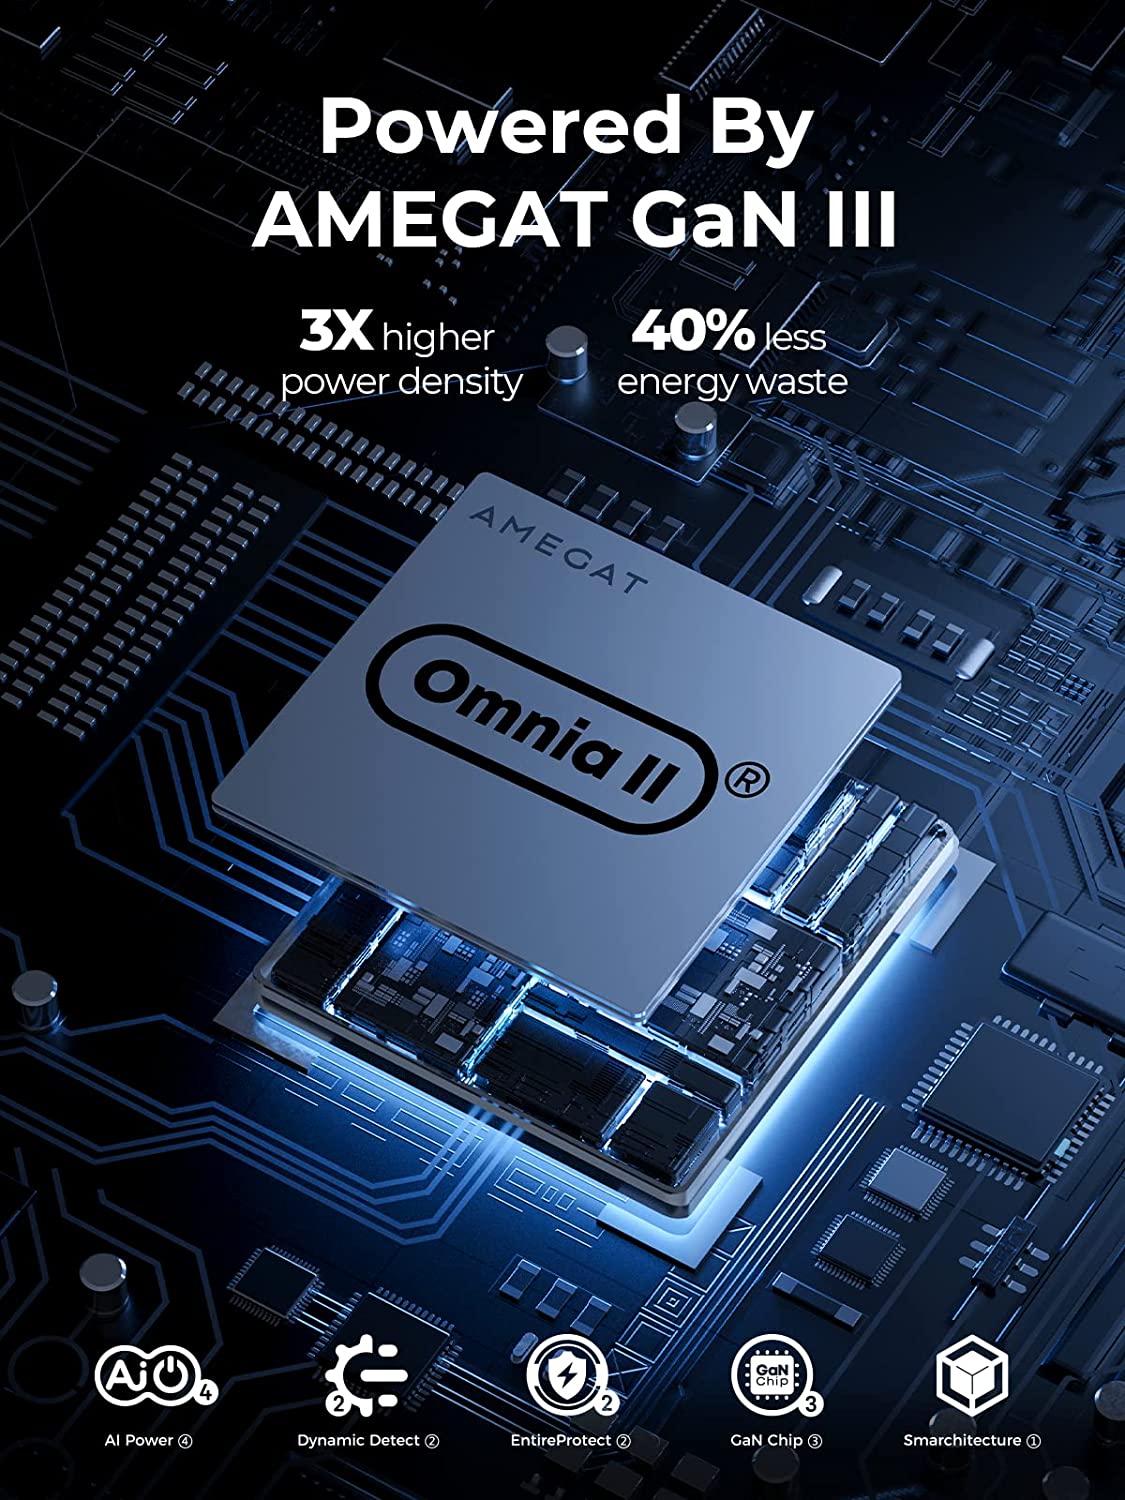 Powered By
AMEGAT GaN III
3X higher
power density
40% less
energy waste
AMEGAT
Omnia II ®
Ai 4
2
2
GaN
Chip
3
AI Power ④
Dynamic Detect ②
EntireProtect ②
GaN Chip ③
Smarchitecture ①